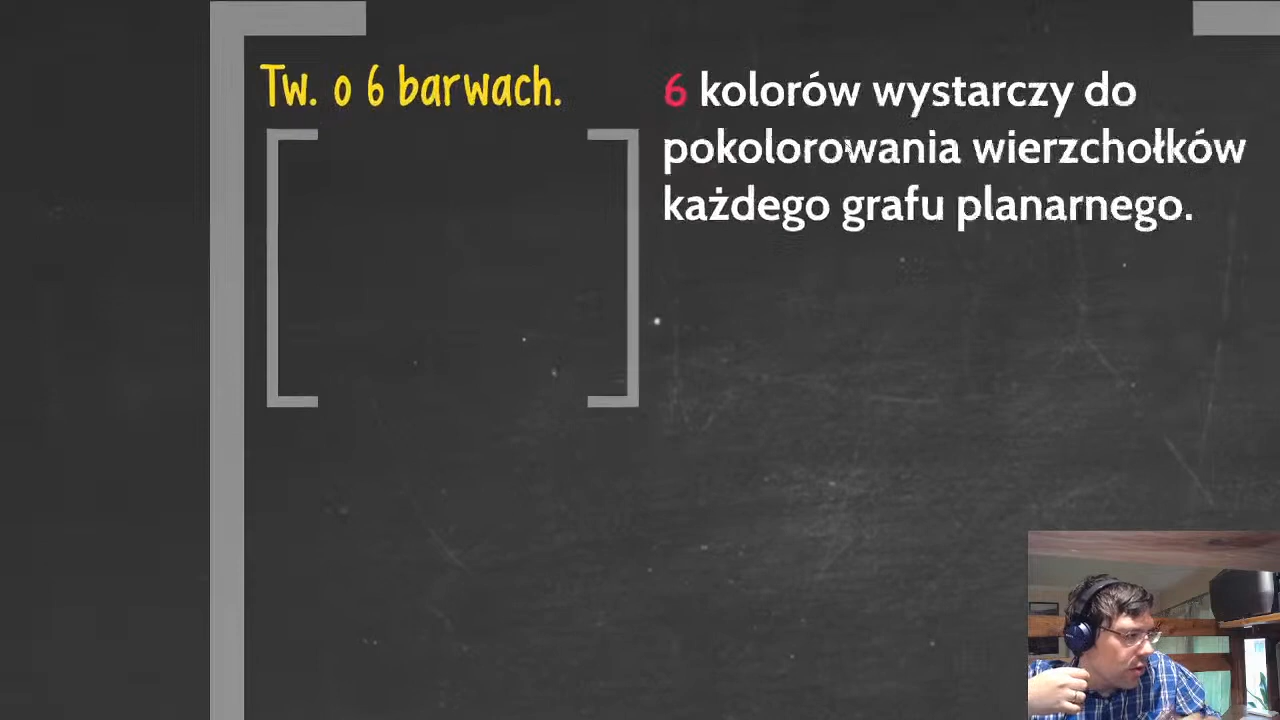 Tw. o 6 barwach.
6 kolorów wystarczy do
pokolorowania wierzchołków
każdego grafu planarnego.